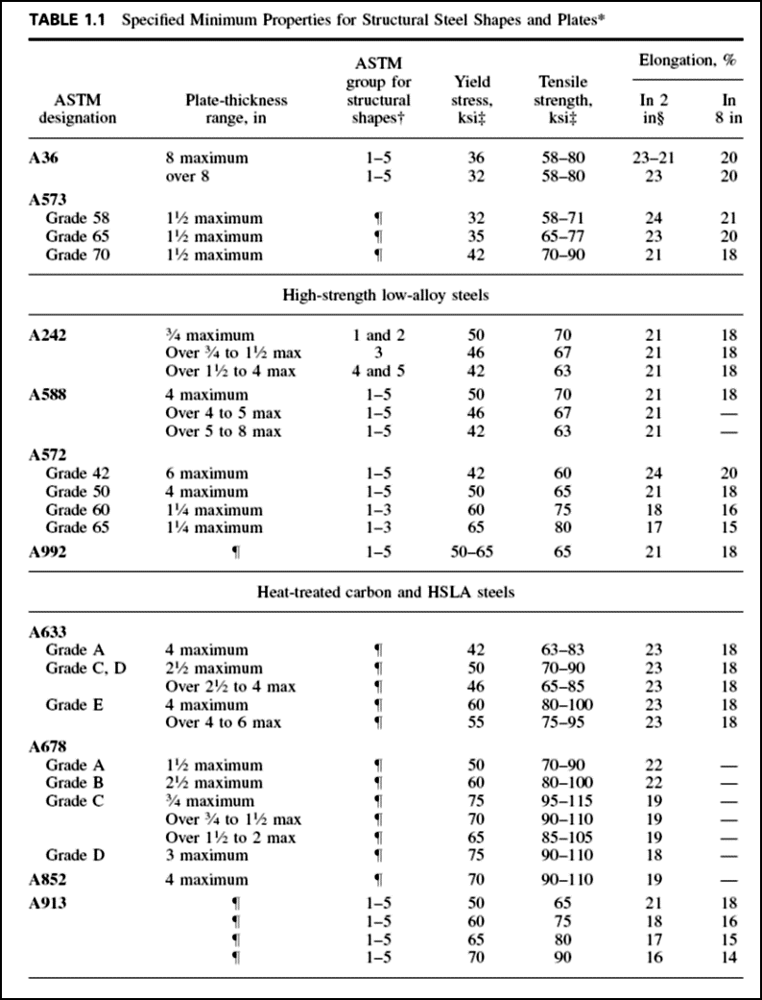 TABLE 1.1 Specified Minimum Properties for Structural Steel Shapes and Plates*
Elongation, %
ASTM designation Plate-thickness range, in ASTM group for structural shapes† Yield stress, ksi‡ Tensile strength, ksi‡ In 2 in§ In 8 in
A36 8 maximum 1–5 36 58–80 23–21 20
over 8 1–5 32 58–80 23 20
A573
Grade 58 1½ maximum ¶ 32 58–71 24 21
Grade 65 1½ maximum ¶ 35 65–77 23 20
Grade 70 1½ maximum ¶ 42 70–90 21 18
High-strength low-alloy steels
A242 ¾ maximum 1 and 2 50 70 21 18
Over ¾ to 1½ max 3 46 67 21 18
Over 1½ to 4 max 4 and 5 42 63 21 18
A588 4 maximum 1–5 50 70 21 18
Over 4 to 5 max 1–5 46 67 21 —
Over 5 to 8 max 1–5 42 63 21 —
A572
Grade 42 6 maximum 1–5 42 60 24 20
Grade 50 4 maximum 1–5 50 65 21 18
Grade 60 1¼ maximum 1–3 60 75 18 16
Grade 65 1¼ maximum 1–3 65 80 17 15
A992 ¶ 1–5 50–65 65 21 18
Heat-treated carbon and HSLA steels
A633
Grade A 4 maximum ¶ 42 63–83 23 18
Grade C, D 2½ maximum ¶ 50 70–90 23 18
Over 2½ to 4 max ¶ 46 65–85 23 18
Grade E 4 maximum ¶ 60 80–100 23 18
Over 4 to 6 max ¶ 55 75–95 23 18
A678
Grade A 1½ maximum ¶ 50 70–90 22 —
Grade B 2½ maximum ¶ 60 80–100 22 —
Grade C ¾ maximum ¶ 75 95–115 19 —
Over ¾ to 1½ max ¶ 70 90–110 19 —
Over 1½ to 2 max ¶ 65 85–105 19 —
Grade D 3 maximum ¶ 75 90–110 18 —
A852 4 maximum ¶ 70 90–110 19 —
A913 ¶ 1–5 50 65 21 18
¶ 1–5 60 75 18 16
¶ 1–5 65 80 17 15
¶ 1–5 70 90 16 14